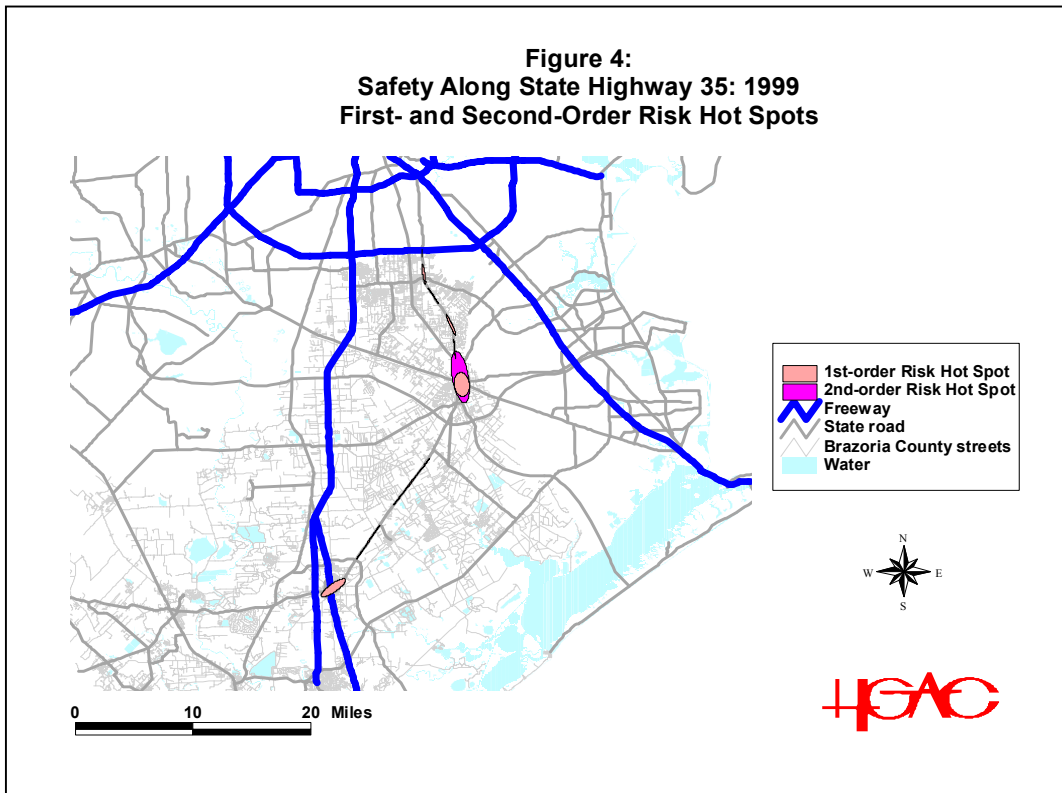 Figure 4:
Safety Along State Highway 35: 1999
First- and Second-Order Risk Hot Spots
1st-order Risk Hot Spot
2nd-order Risk Hot Spot
Freeway
State road
Brazoria County streets
Water
N
W E
S
HGAC
0 10 20 Miles